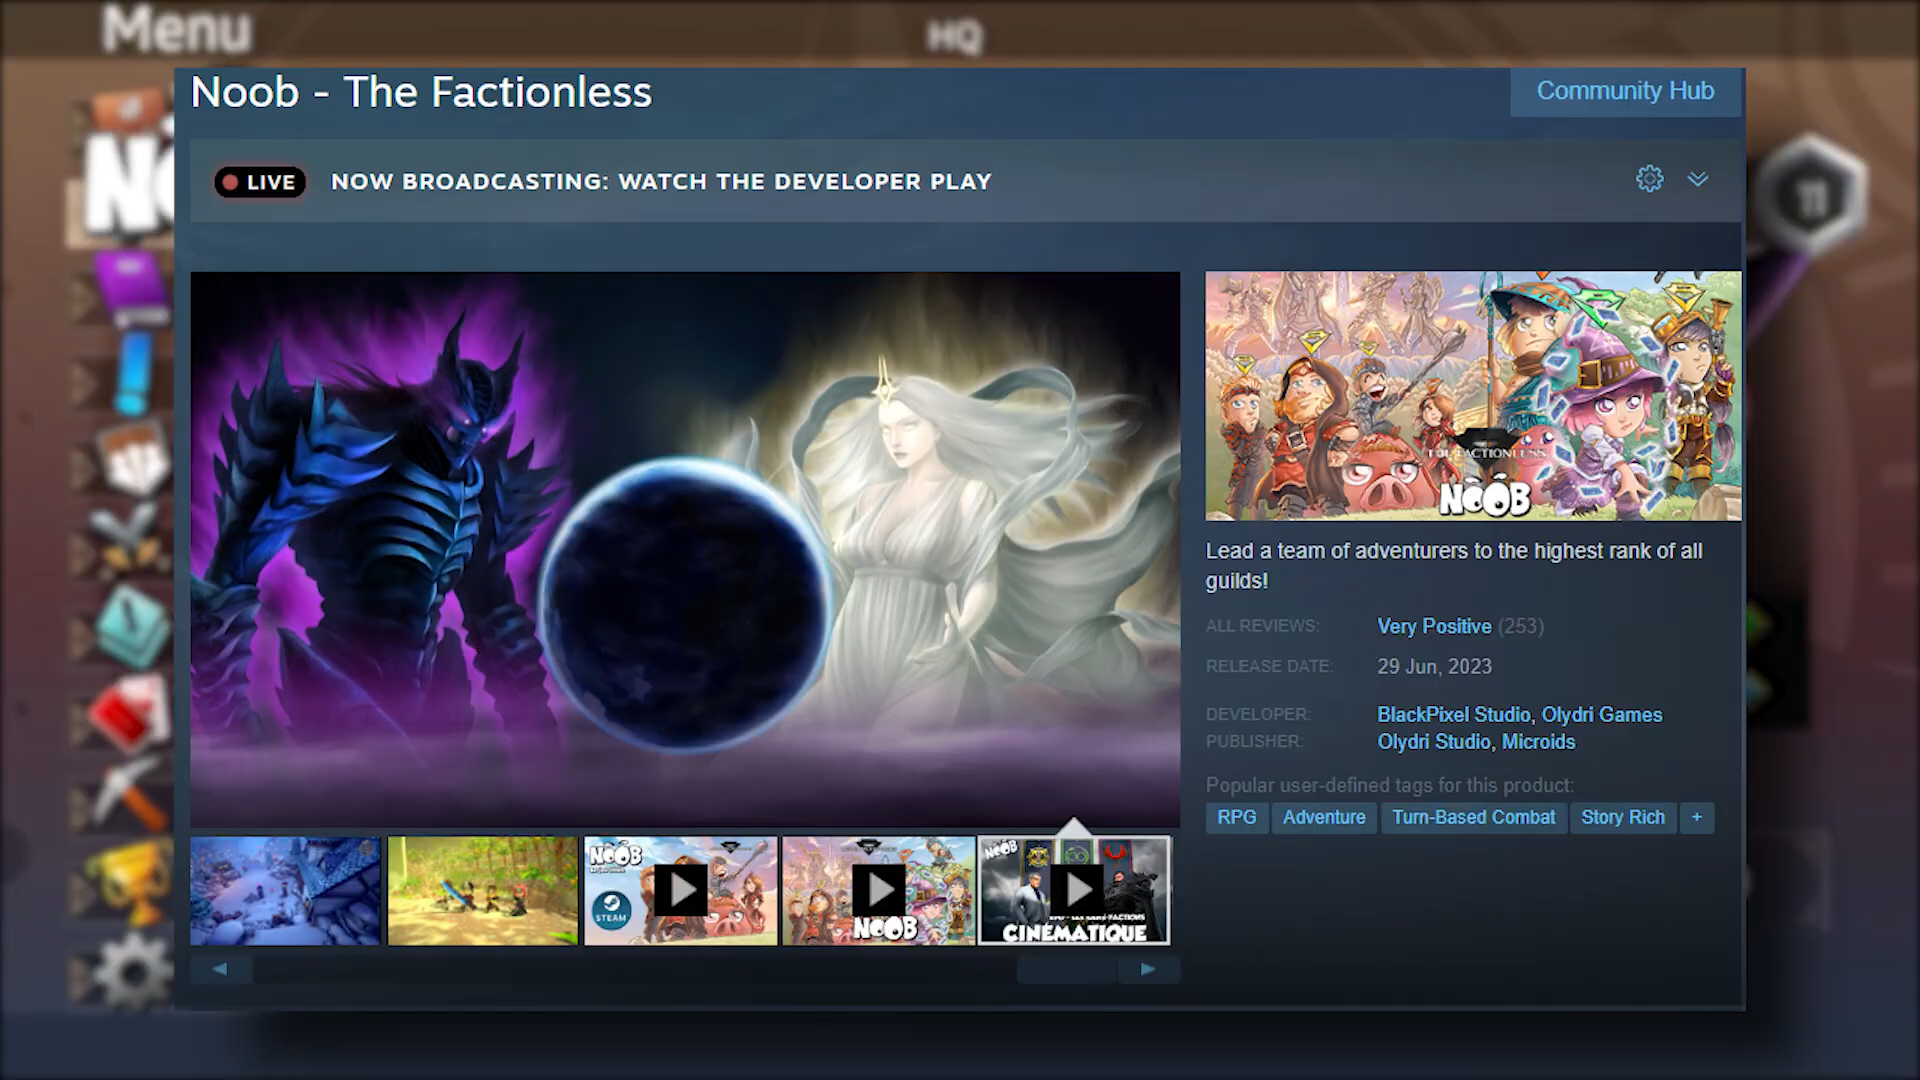 Menu
HQ
Noob - The Factionless
Community Hub
LIVE
NOW BROADCASTING: WATCH THE DEVELOPER PLAY
11
THE FACTIONLESS
NOOB
Lead a team of adventurers to the highest rank of all
guilds!
ALL REVIEWS:
Very Positive (253)
RELEASE DATE:
29 Jun, 2023
DEVELOPER:
BlackPixel Studio, Olydri Games
PUBLISHER:
Olydri Studio, Microids
Popular user-defined tags for this product:
RPG
Adventure
Turn-Based Combat
Story Rich
+
NOOB
STEAM
NOOB
NOOB
CINÉMATIQUE